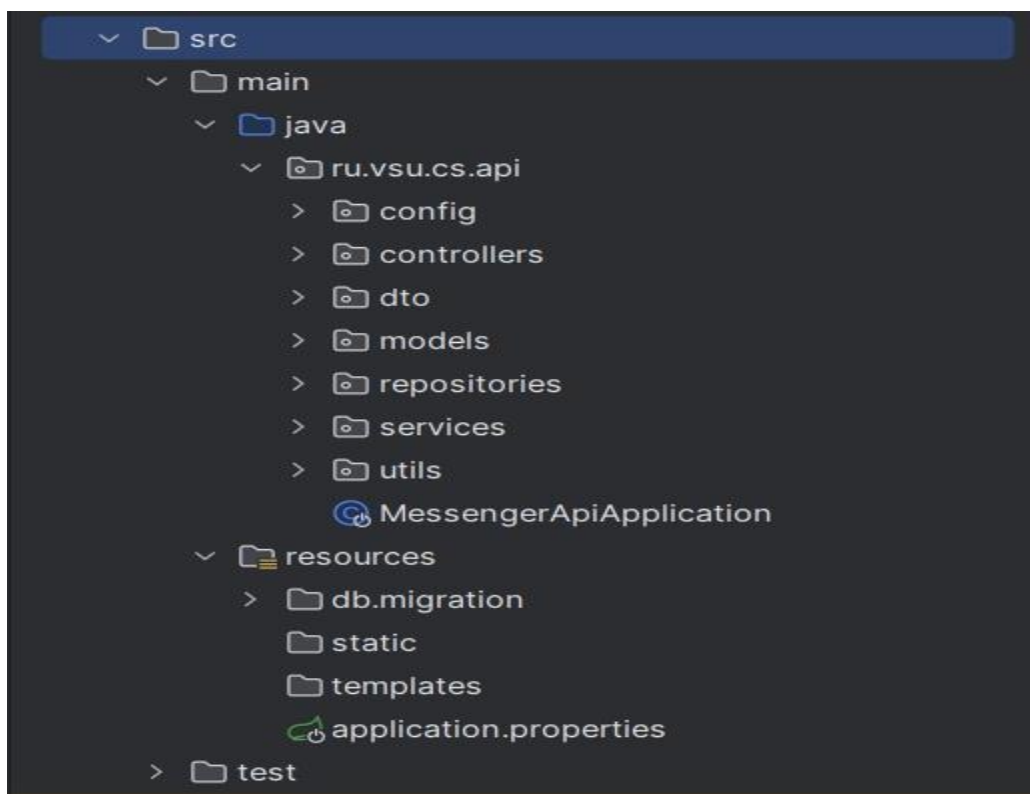 src
main
java
ru.vsu.cs.api
config
controllers
dto
models
repositories
services
utils
MessengerApiApplication
resources
db.migration
static
templates
application.properties
test